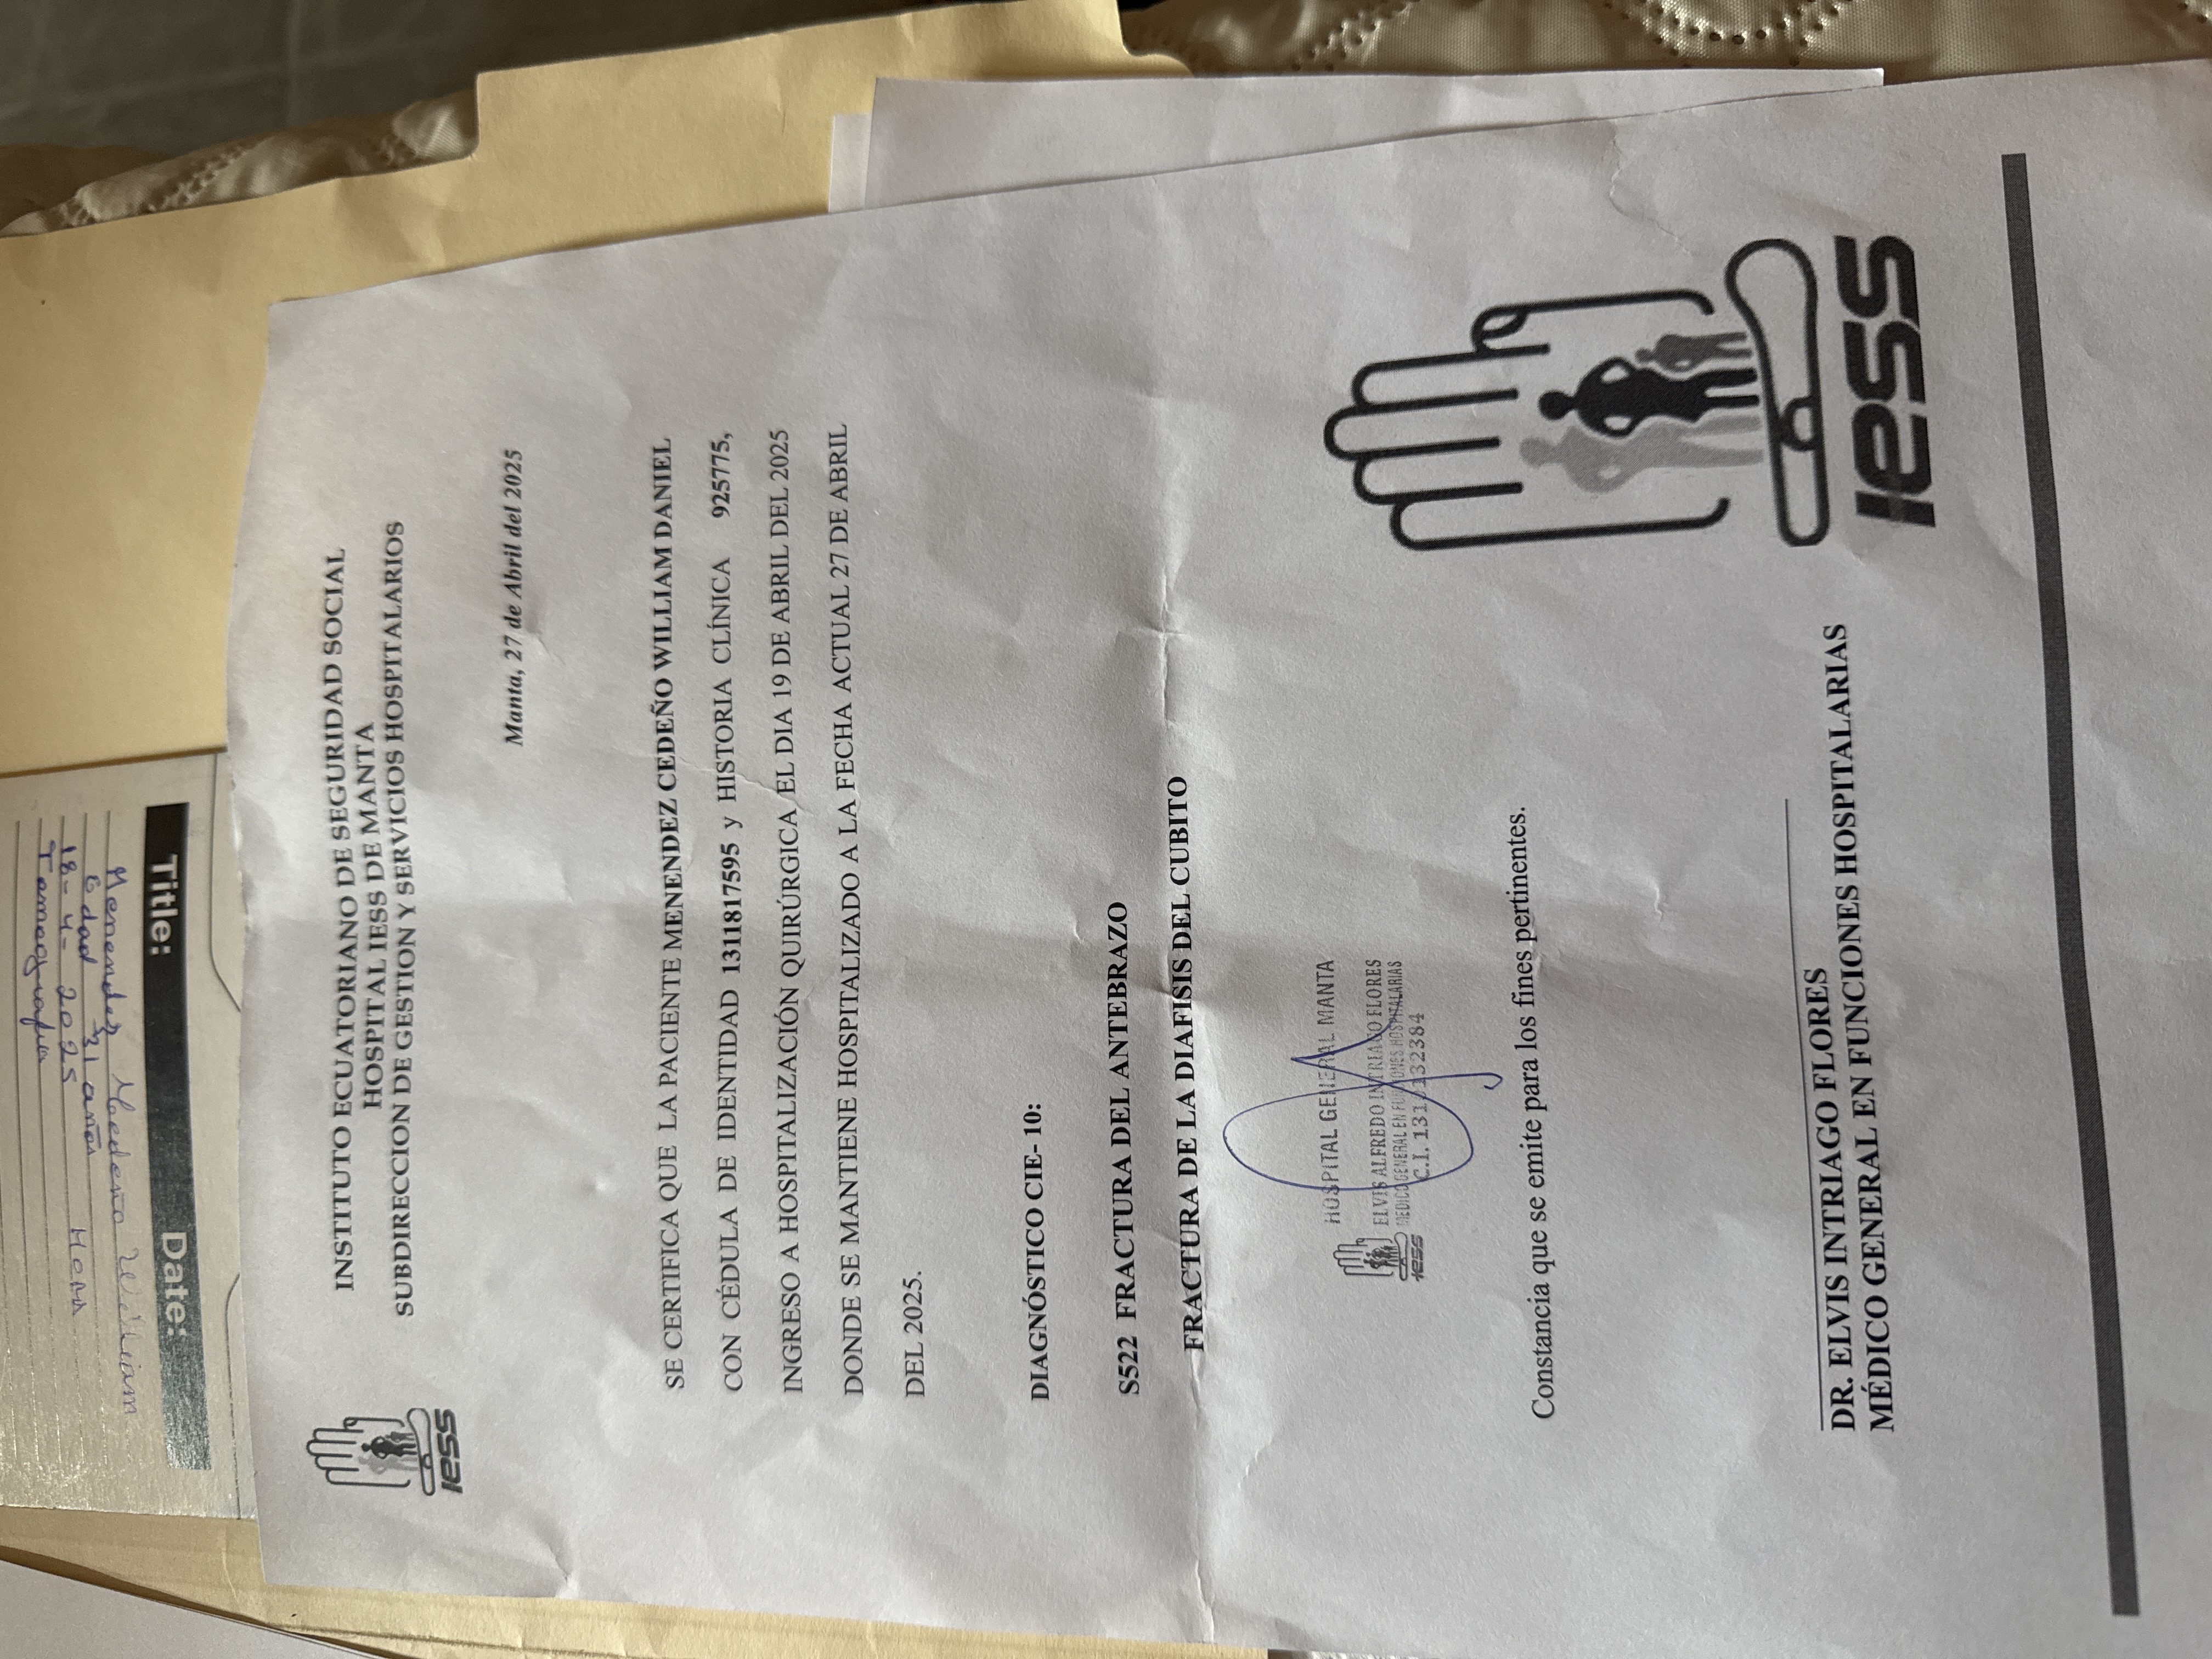 Title: Date:
Menendez Cedeño William
Edad 31 años
18-4-2025 HOMA
Tomografia
INSTITUTO ECUATORIANO DE SEGURIDAD SOCIAL
HOSPITAL IESS DE MANTA
SUBDIRECCION DE GESTION Y SERVICIOS HOSPITALARIOS
iess
Manta, 27 de Abril del 2025
SE CERTIFICA QUE LA PACIENTE MENENDEZ CEDEÑO WILLIAM DANIEL
CON CÉDULA DE IDENTIDAD 1311817595 y HISTORIA CLÍNICA 925775,
INGRESO A HOSPITALIZACIÓN QUIRÚRGICA EL DIA 19 DE ABRIL DEL 2025
DONDE SE MANTIENE HOSPITALIZADO A LA FECHA ACTUAL 27 DE ABRIL
DEL 2025.
DIAGNÓSTICO CIE- 10:
S522 FRACTURA DEL ANTEBRAZO
FRACTURA DE LA DIAFISIS DEL CUBITO
HOSPITAL GENERAL MANTA
ELVIS ALFREDO INTRIAGO FLORES
MEDICO GENERAL EN FUNCIONES HOSPITALARIAS
iess
C.I.
Constancia que se emite para los fines pertinentes.
DR. ELVIS INTRIAGO FLORES
MÉDICO GENERAL EN FUNCIONES HOSPITALARIAS
iess